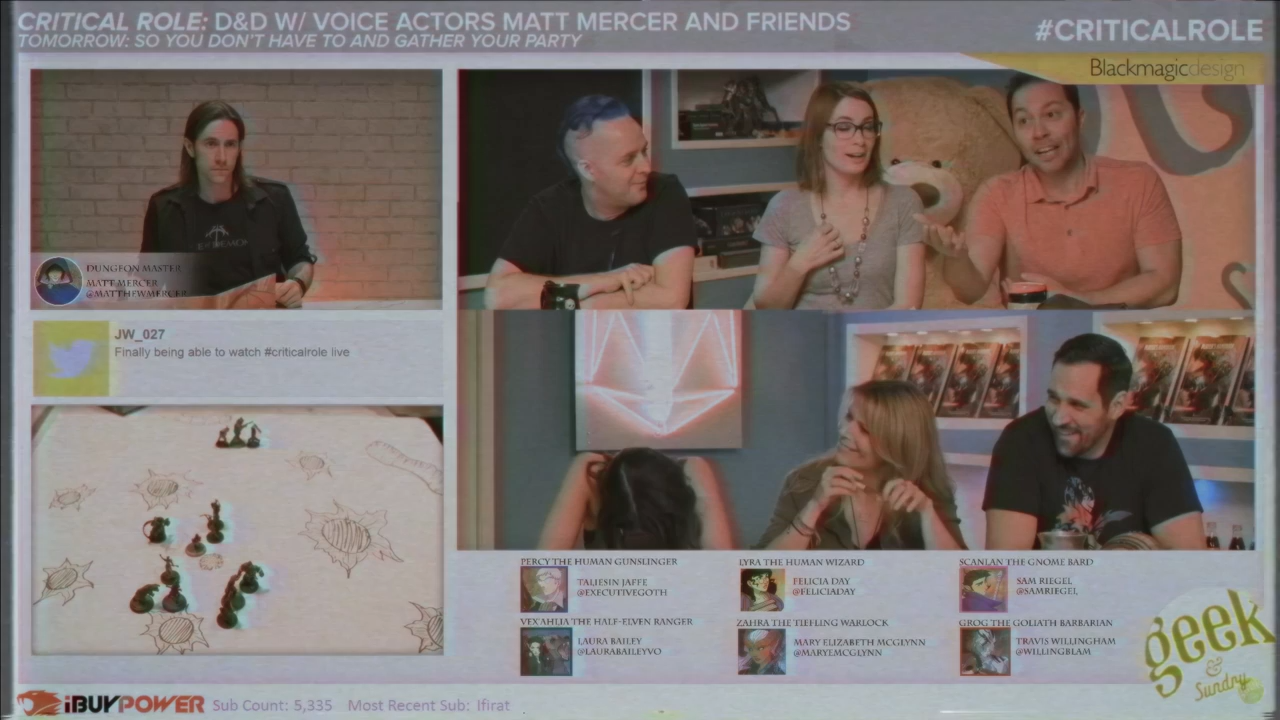 CRITICAL ROLE: D&D W/ VOICE ACTORS MATT MERCER AND FRIENDS
TOMORROW: SO YOU DON'T HAVE TO AND GATHER YOUR PARTY
#CRITICALROLE
Blackmagicdesign
DUNGEON MASTER
MATT MERCER
@MATTHEWMERCER
JW_027
Finally being able to watch #criticalrole live
PERCY THE HUMAN GUNSLINGER
TALIESIN JAFFE
@EXECUTIVEGOTH
LYRA THE HUMAN WIZARD
FELICIA DAY
@FELICIADAY
SCANLAN THE GNOME BARD
SAM RIEGEL
@SAMRIEGEL
VEX'AHLIA THE HALF-ELVEN RANGER
LAURA BAILEY
@LAURABAILEYVO
ZAHRA THE TIEFLING WARLOCK
MARY ELIZABETH MCGLYNN
@MARYEMCGLYNN
GROG THE GOLIATH BARBARIAN
TRAVIS WILLINGHAM
@WILLINGBLAM
geek
&
Sundry
iBUYPOWER Sub Count: 5,335 Most Recent Sub: lfirat